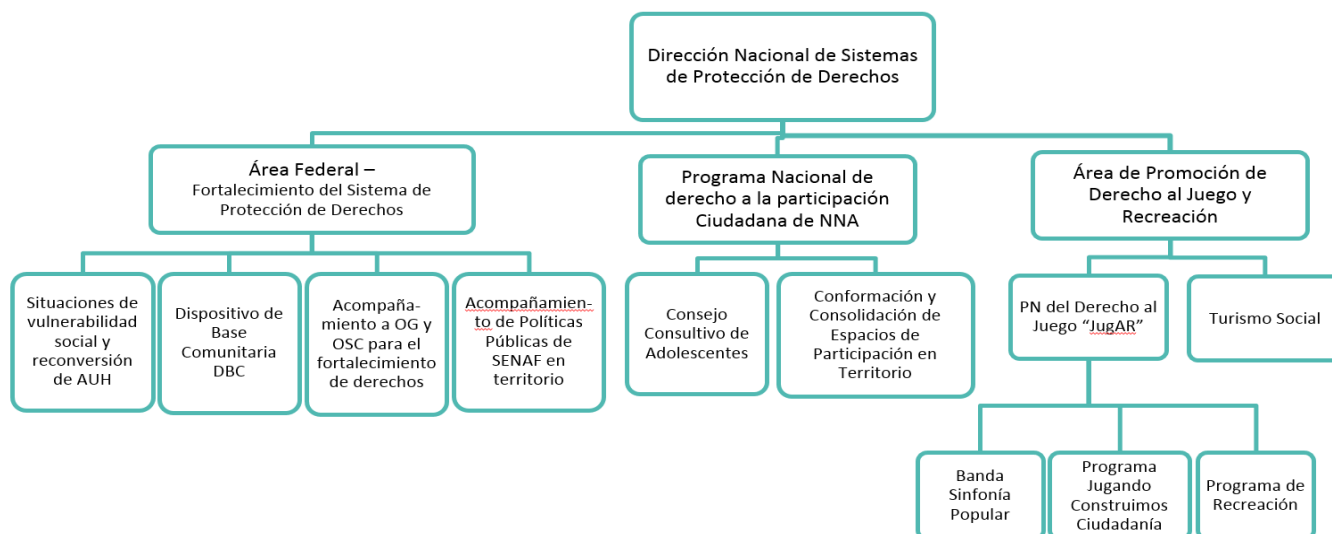 Dirección Nacional de Sistemas
de Protección de Derechos
Área Federal –
Fortalecimiento del Sistema de
Protección de Derechos
Programa Nacional de
derecho a la participación
Ciudadana de NNA
Área de Promoción de
Derecho al Juego y
Recreación
Situaciones de
vulnerabilidad
social y
reconversión
de AUH
Dispositivo de
Base
Comunitaria
DBC
Acompaña-
miento a OG y
OSC para el
fortalecimiento
de derechos
Acompañamien-
to de Políticas
Públicas de
SENAF en
territorio
Consejo
Consultivo de
Adolescentes
Conformación y
Consolidación de
Espacios de
Participación en
Territorio
PN del Derecho al
Juego “JugAR”
Turismo Social
Banda
Sinfonía
Popular
Programa
Jugando
Construimos
Ciudadanía
Programa de
Recreación